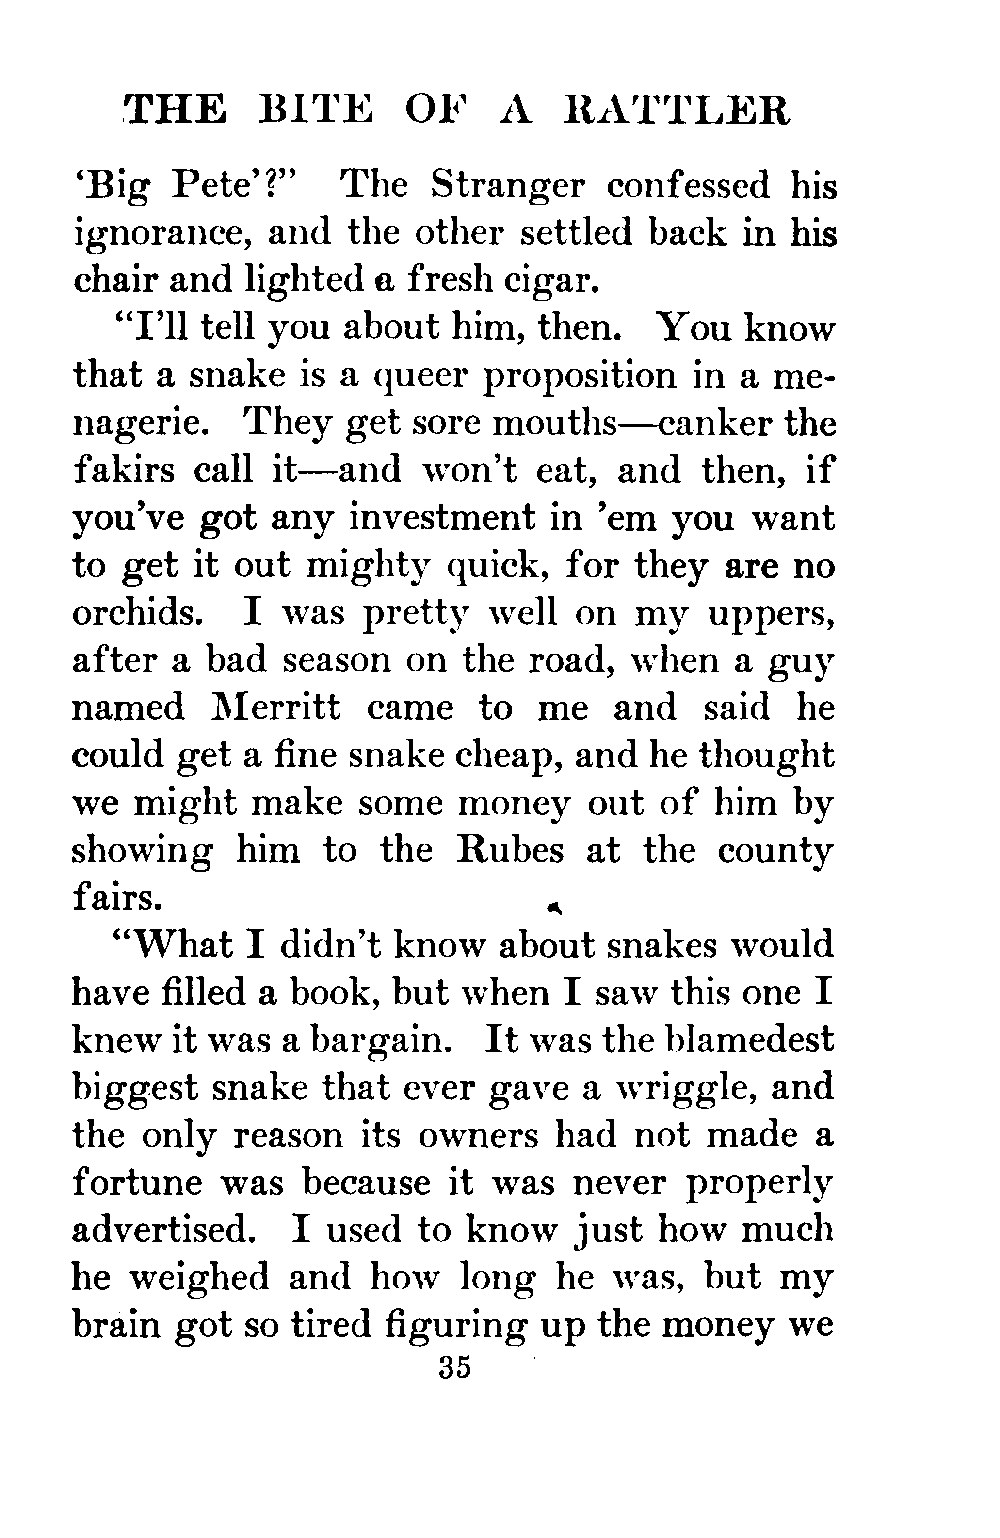 THE BITE OF A RATTLER
‘Big Pete’?” The Stranger confessed his
ignorance, and the other settled back in his
chair and lighted a fresh cigar.
“I’ll tell you about him, then. You know
that a snake is a queer proposition in a me-
nagerie. They get sore mouths—canker the
fakirs call it—and won’t eat, and then, if
you’ve got any investment in ’em you want
to get it out mighty quick, for they are no
orchids. I was pretty well on my uppers,
after a bad season on the road, when a guy
named Merritt came to me and said he
could get a fine snake cheap, and he thought
we might make some money out of him by
showing him to the Rubes at the county
fairs.
“What I didn’t know about snakes would
have filled a book, but when I saw this one I
knew it was a bargain. It was the blamedest
biggest snake that ever gave a wriggle, and
the only reason its owners had not made a
fortune was because it was never properly
advertised. I used to know just how much
he weighed and how long he was, but my
brain got so tired figuring up the money we
35